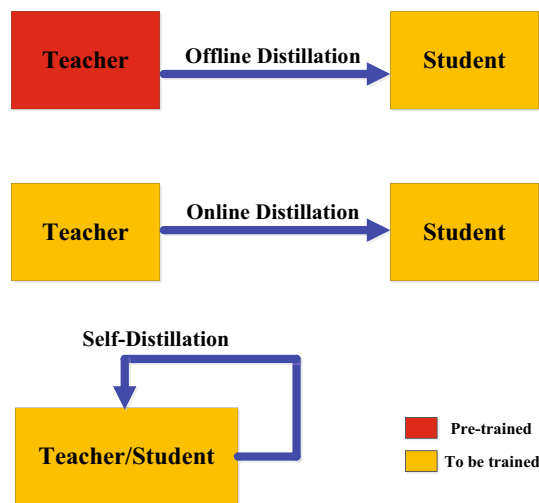 Teacher
Offline Distillation
Student
Teacher
Online Distillation
Student
Self-Distillation
Teacher/Student
Pre-trained
To be trained